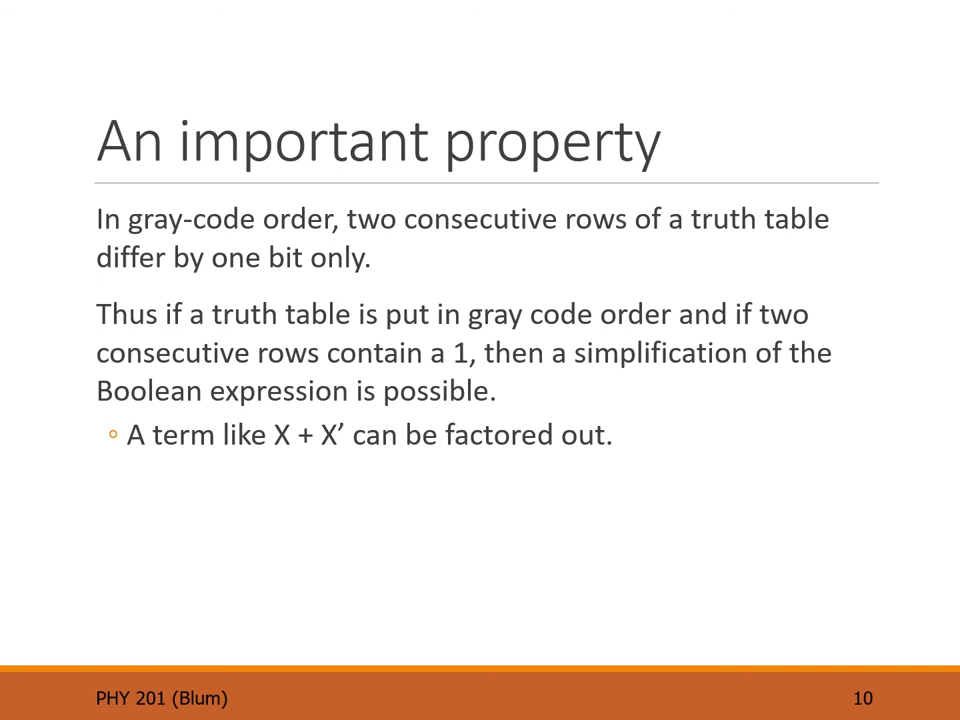 An important property
In gray-code order, two consecutive rows of a truth table
differ by one bit only.
Thus if a truth table is put in gray code order and if two
consecutive rows contain a 1, then a simplification of the
Boolean expression is possible.
◦ A term like X + X’ can be factored out.
PHY 201 (Blum) 10